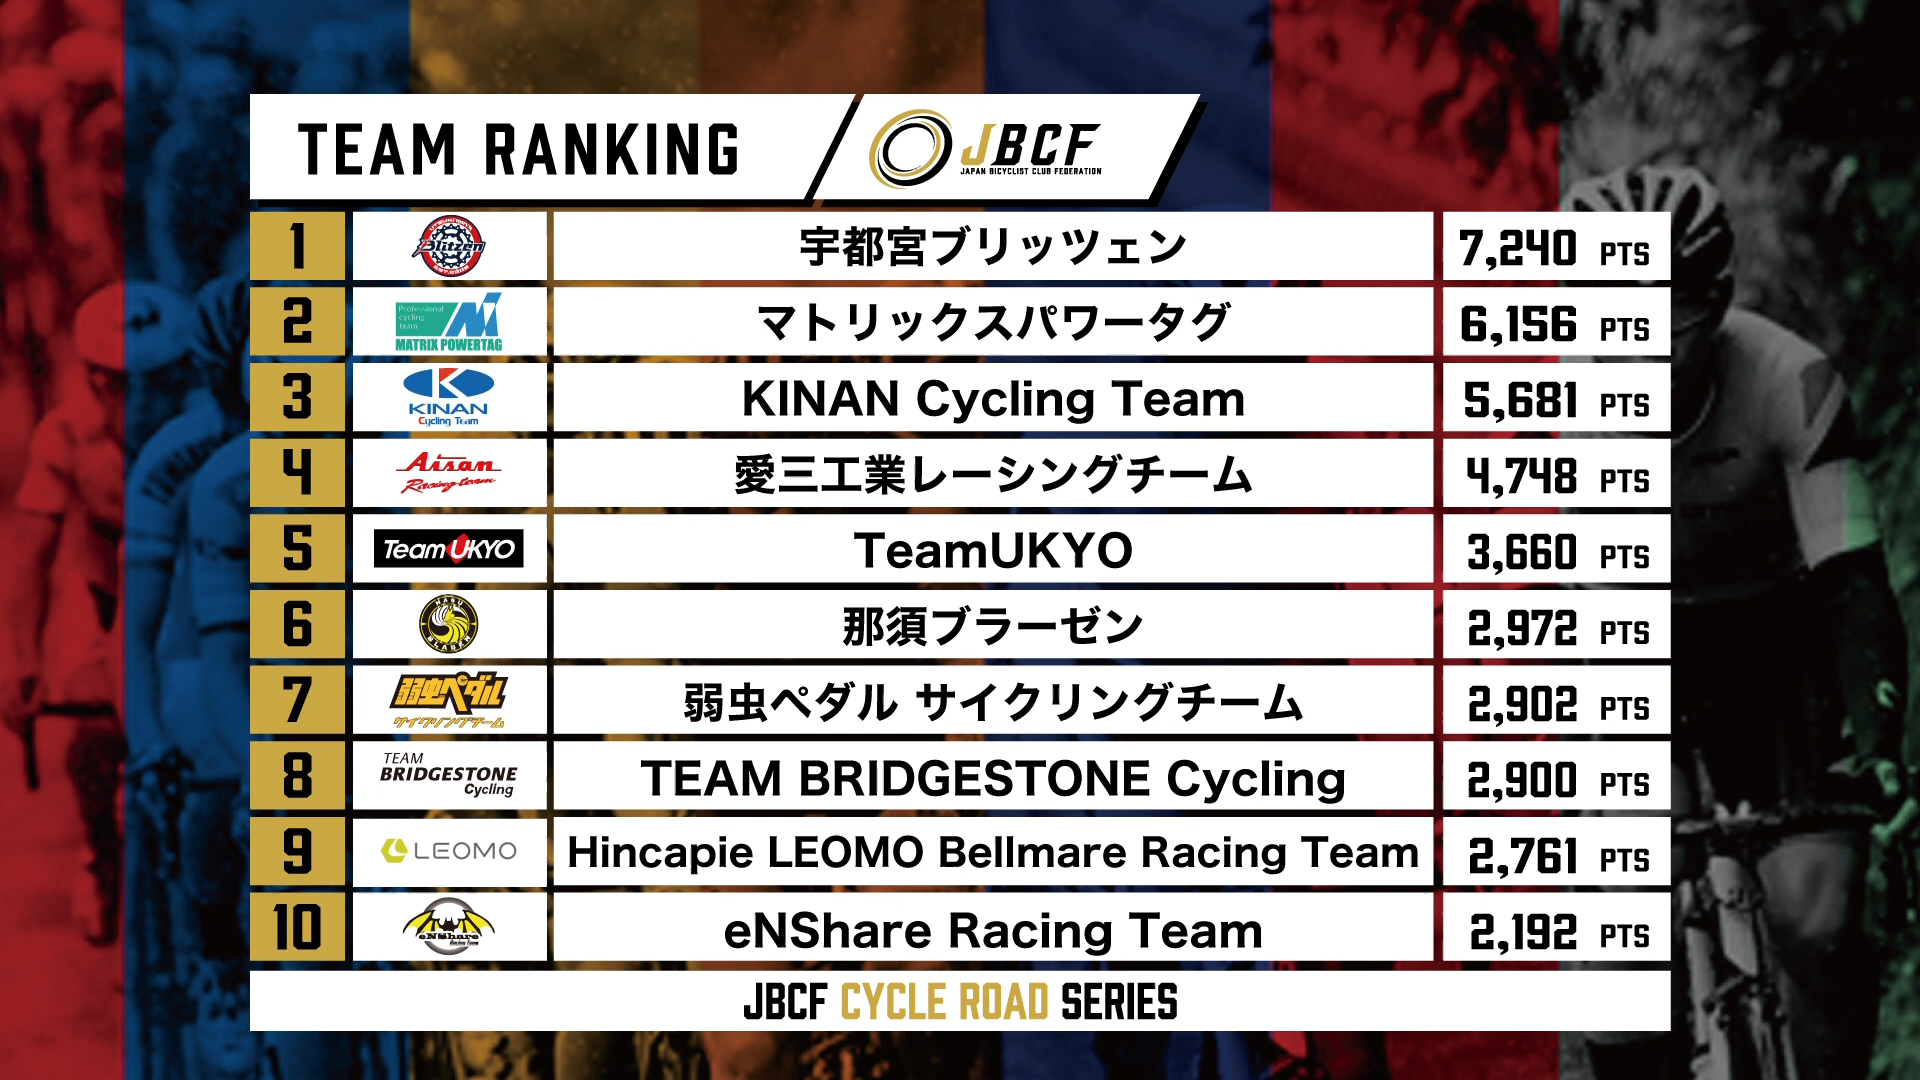 TEAM RANKING
JBCF
JAPAN BICYCLIST CLUB FEDERATION
1 Blitzen 宇都宮ブリッツェン 7,240 PTS
2 Professional cycling team MATRIX POWERTAG マトリックスパワータグ 6,156 PTS
3 KINAN Cycling Team KINAN Cycling Team 5,681 PTS
4 Aisan Racing team 愛三工業レーシングチーム 4,748 PTS
5 TeamUKYO TeamUKYO 3,660 PTS
6 NASU BLASEN 那須ブラーゼン 2,972 PTS
7 弱虫ペダル サイクリングチーム 弱虫ペダル サイクリングチーム 2,902 PTS
8 TEAM BRIDGESTONE Cycling TEAM BRIDGESTONE Cycling 2,900 PTS
9 LEOMO Hincapie LEOMO Bellmare Racing Team 2,761 PTS
10 eNShare Racing Team eNShare Racing Team 2,192 PTS
JBCF CYCLE ROAD SERIES